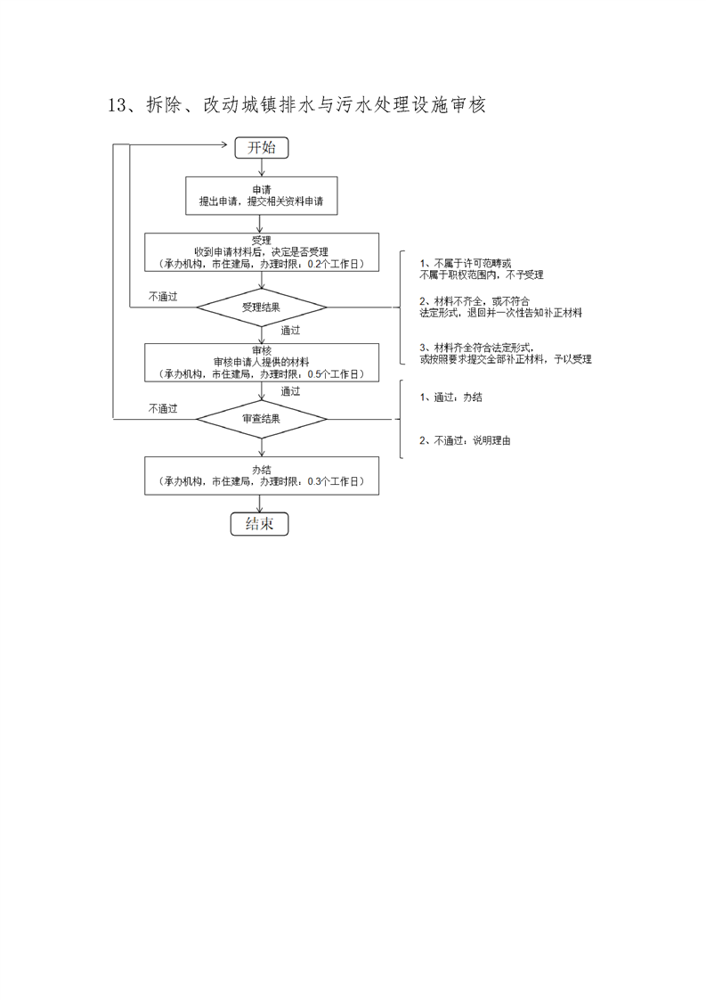 13、拆除、改动城镇排水与污水处理设施审核
开始
申请
提出申请，提交相关资料申请
受理
收到申请材料后，决定是否受理
（承办机构，市住建局，办理时限：0.2个工作日）
不通过
受理结果
通过
1、不属于许可范畴或
不属于职权范围内，不予受理
2、材料不齐全，或不符合
法定形式，退回并一次性告知补正材料
3、材料齐全符合法定形式，
或按照要求提交全部补正材料，予以受理
审核
审核申请人提供的材料
（承办机构，市住建局，办理时限：0.5个工作日）
通过
不通过
审查结果
1、通过：办结
2、不通过：说明理由
办结
（承办机构，市住建局，办理时限：0.3个工作日）
结束